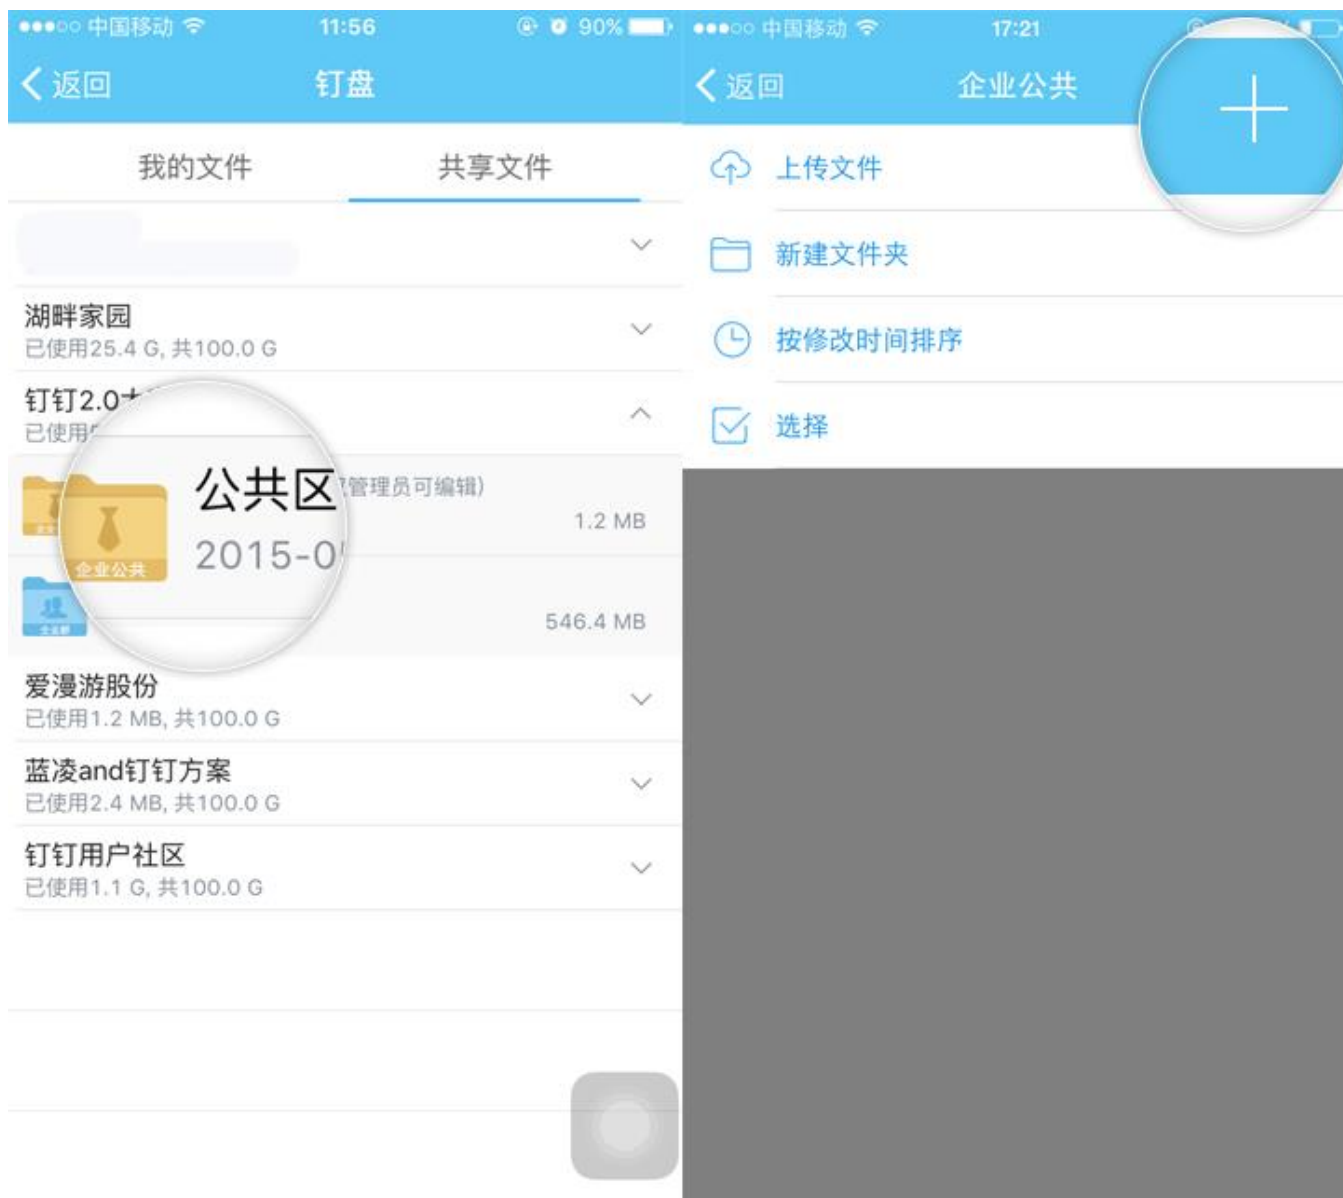 中国移动 11:56 90%
返回 钉盘
我的文件 共享文件
湖畔家园
已使用25.4 G, 共100.0 G
钉钉2.0
已使用
公共区 管理员可编辑)
1.2 MB
2015-0
企业公共
546.4 MB
爱漫游股份
已使用1.2 MB, 共100.0 G
蓝凌and钉钉方案
已使用2.4 MB, 共100.0 G
钉钉用户社区
已使用1.1 G, 共100.0 G
中国移动 17:21
返回 企业公共
上传文件
新建文件夹
按修改时间排序
选择